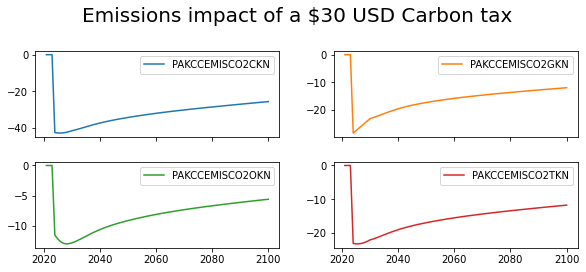 Emissions impact of a $30 USD Carbon tax
0
−20
−40
PAKCCEMISCO2CKN
0
−10
−20
PAKCCEMISCO2GKN
0
−5
−10
PAKCCEMISCO2OKN
2020 2040 2060 2080 2100
0
−10
−20
PAKCCEMISCO2TKN
2020 2040 2060 2080 2100